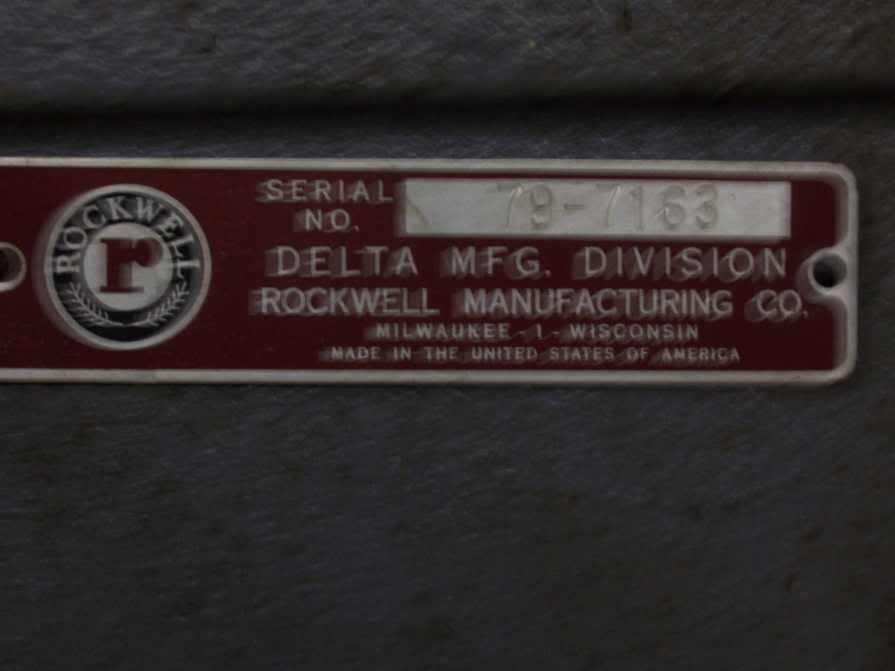 ROCKWELL
r
SERIAL NO. 79-7163
DELTA MFG. DIVISION
ROCKWELL MANUFACTURING CO.
MILWAUKEE - 1 - WISCONSIN
MADE IN THE UNITED STATES OF AMERICA